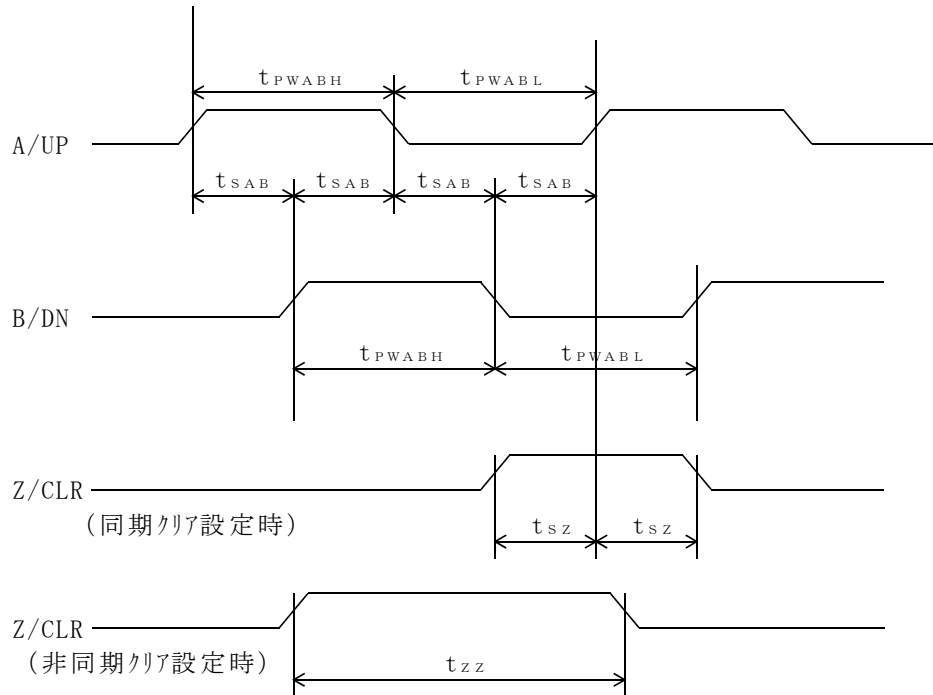 tPWABH tPWABL
A/UP
tSAB tSAB tSAB tSAB
B/DN
tPWABH tPWABL
Z/CLR
(同期ｸﾘｱ設定時)
tSZ tSZ
Z/CLR
(非同期ｸﾘｱ設定時)
tZZ